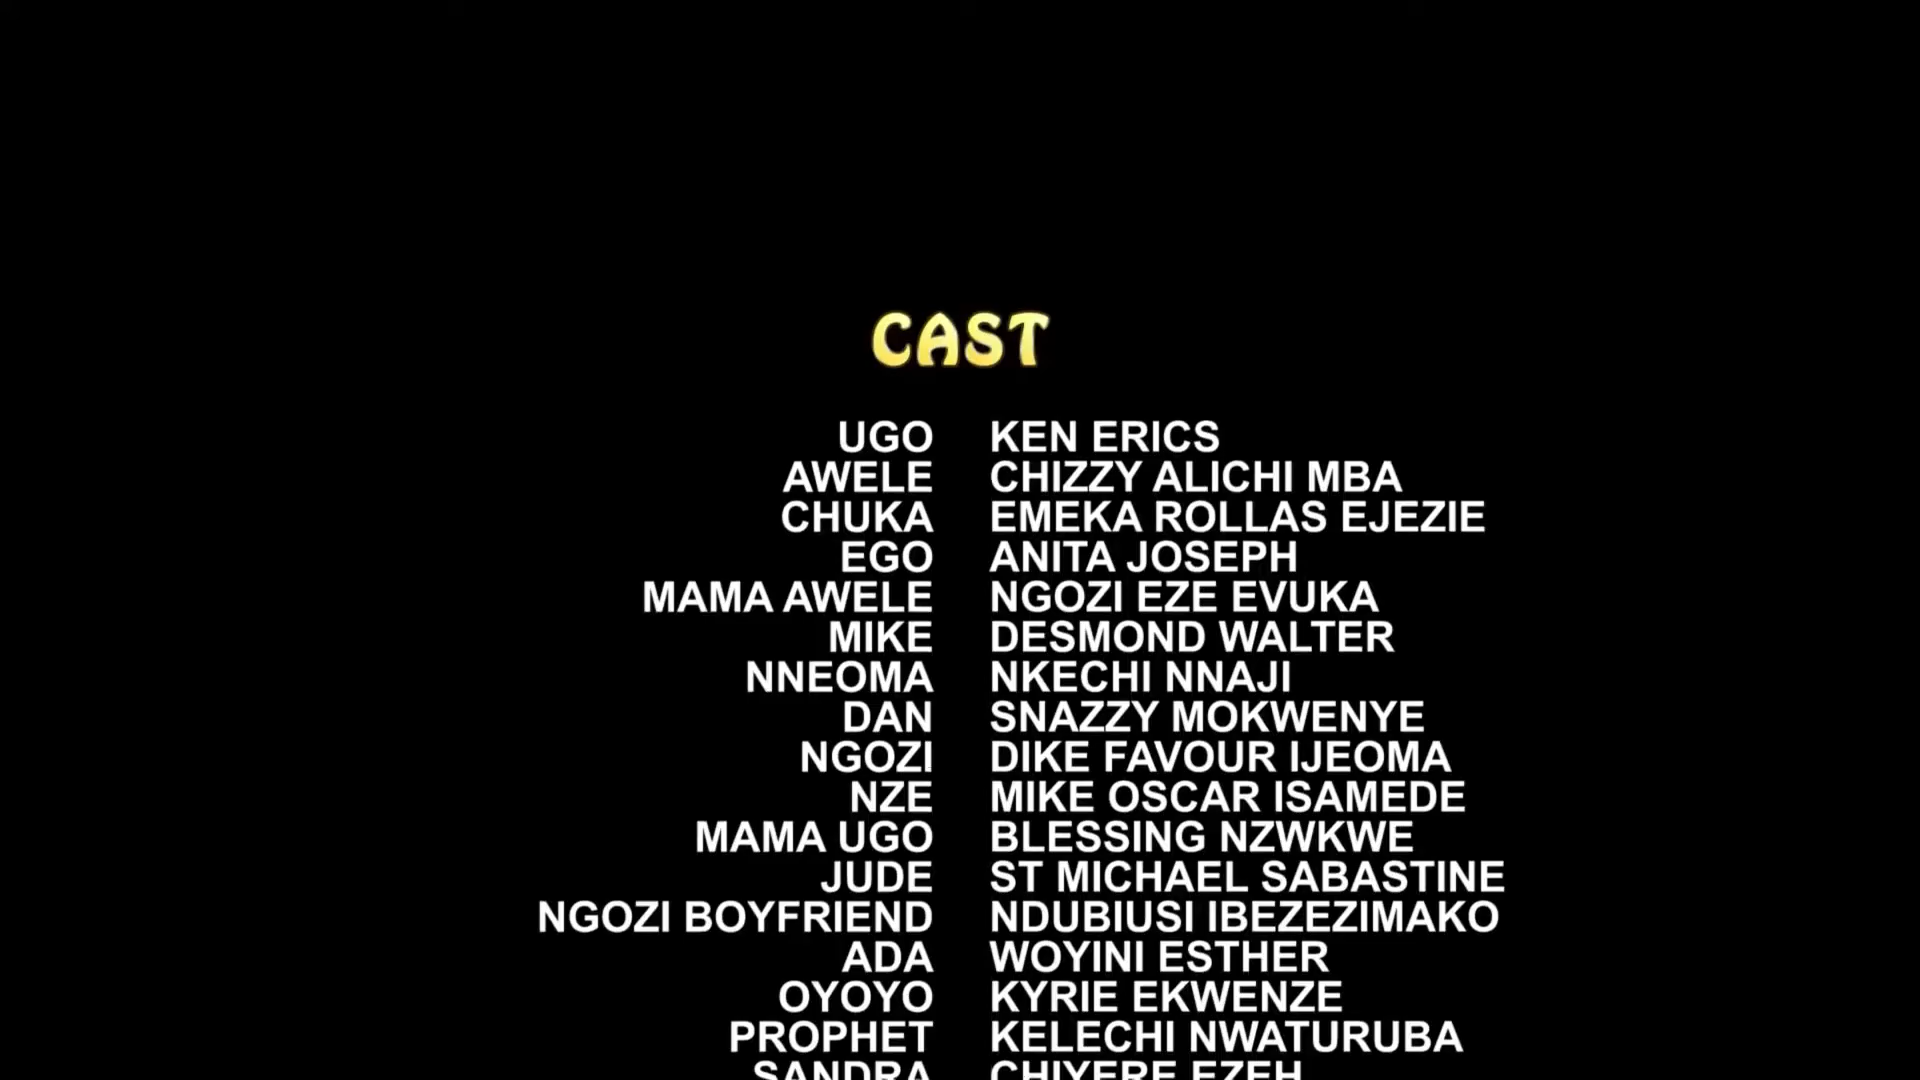 CAST
UGO KEN ERICS
AWELE CHIZZY ALICHI MBA
CHUKA EMEKA ROLLAS EJEZIE
EGO ANITA JOSEPH
MAMA AWELE NGOZI EZE EVUKA
MIKE DESMOND WALTER
NNEOMA NKECHI NNAJI
DAN SNAZZY MOKWENYE
NGOZI DIKE FAVOUR IJEOMA
NZE MIKE OSCAR ISAMEDE
MAMA UGO BLESSING NZWKWE
JUDE ST MICHAEL SABASTINE
NGOZI BOYFRIEND NDUBIUSI IBEZEZIMAKO
ADA WOYINI ESTHER
OYOYO KYRIE EKWENZE
PROPHET KELECHI NWATURUBA
SANDRA CHIYERE EZEH